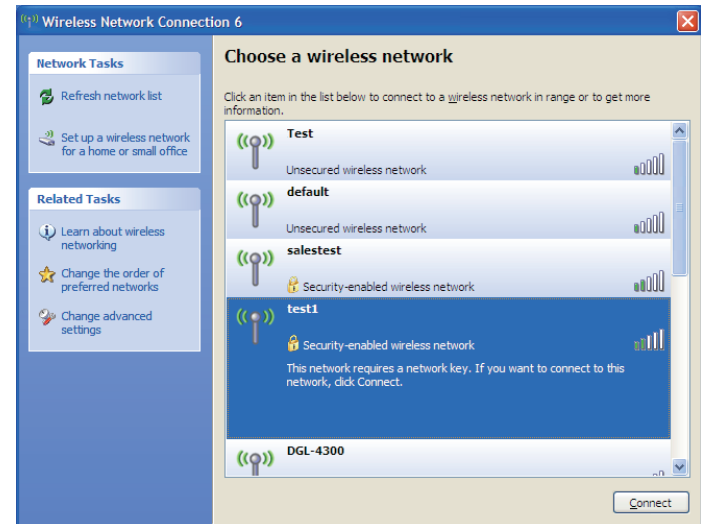 Wireless Network Connection 6
Network Tasks
Refresh network list
Set up a wireless network
for a home or small office
Related Tasks
Learn about wireless
networking
Change the order of
preferred networks
Change advanced
settings
Choose a wireless network
Click an item in the list below to connect to a wireless network in range or to get more
information.
Test
Unsecured wireless network
default
Unsecured wireless network
salestest
Security-enabled wireless network
test1
Security-enabled wireless network
This network requires a network key. If you want to connect to this
network, click Connect.
DGL-4300
Connect